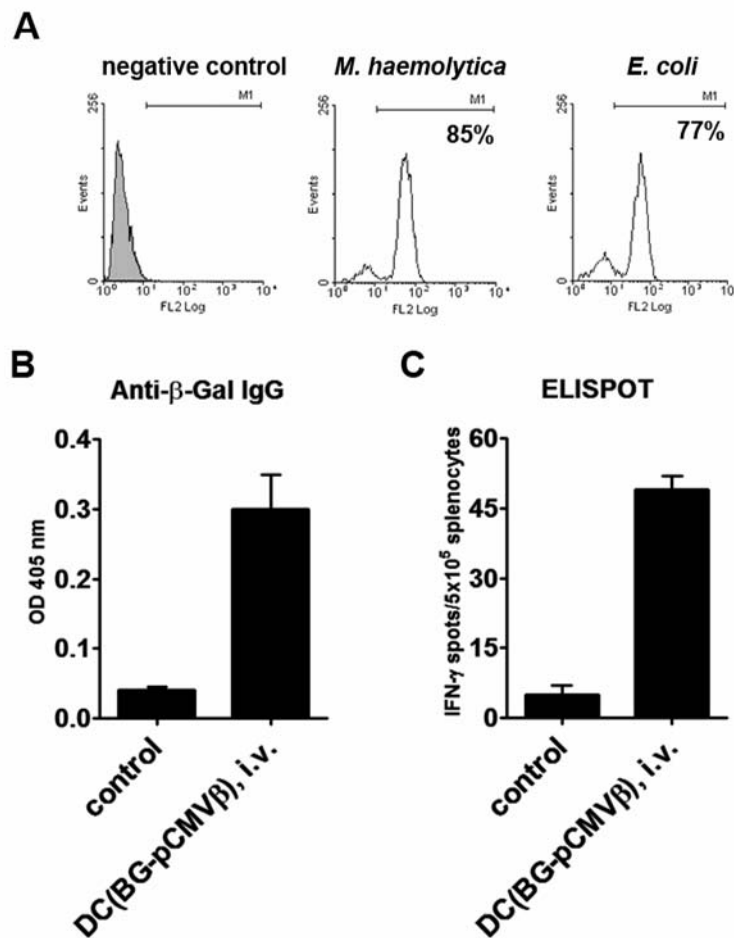 A
negative control
M. haemolytica
E. coli
256
Events
0
M1
10⁰ 10¹ 10² 10³ 10⁴
FL2 Log
256
Events
0
M1
85%
10⁰ 10¹ 10² 10³ 10⁴
FL2 Log
256
Events
0
M1
77%
10⁰ 10¹ 10² 10³ 10⁴
FL2 Log
B
Anti-β-Gal IgG
OD 405 nm
0.4
0.3
0.2
0.1
0.0
control
DC(BG-pCMVβ), i.v.
C
ELISPOT
IFN-γ spots/5x10⁵ splenocytes
60
45
30
15
0
control
DC(BG-pCMVβ), i.v.